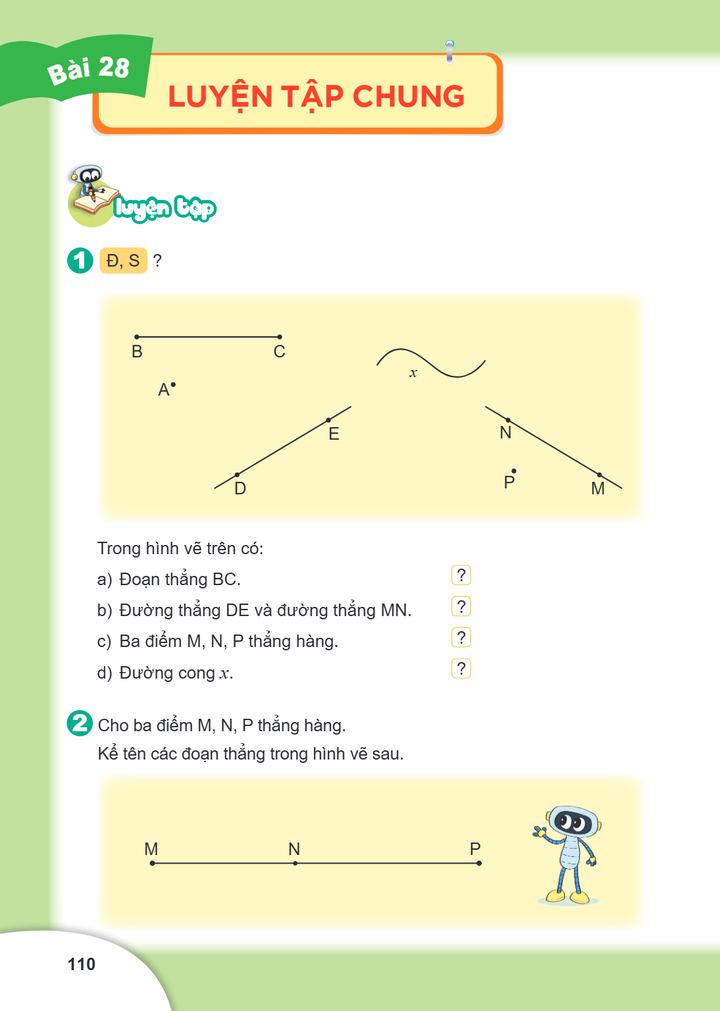 Bài 28
LUYỆN TẬP CHUNG
luyện tập
1 Đ, S ?
B C
x
A
E N
D P M
Trong hình vẽ trên có:
a) Đoạn thẳng BC. ?
b) Đường thẳng DE và đường thẳng MN. ?
c) Ba điểm M, N, P thẳng hàng. ?
d) Đường cong x. ?
2 Cho ba điểm M, N, P thẳng hàng.
Kể tên các đoạn thẳng trong hình vẽ sau.
M N P
110